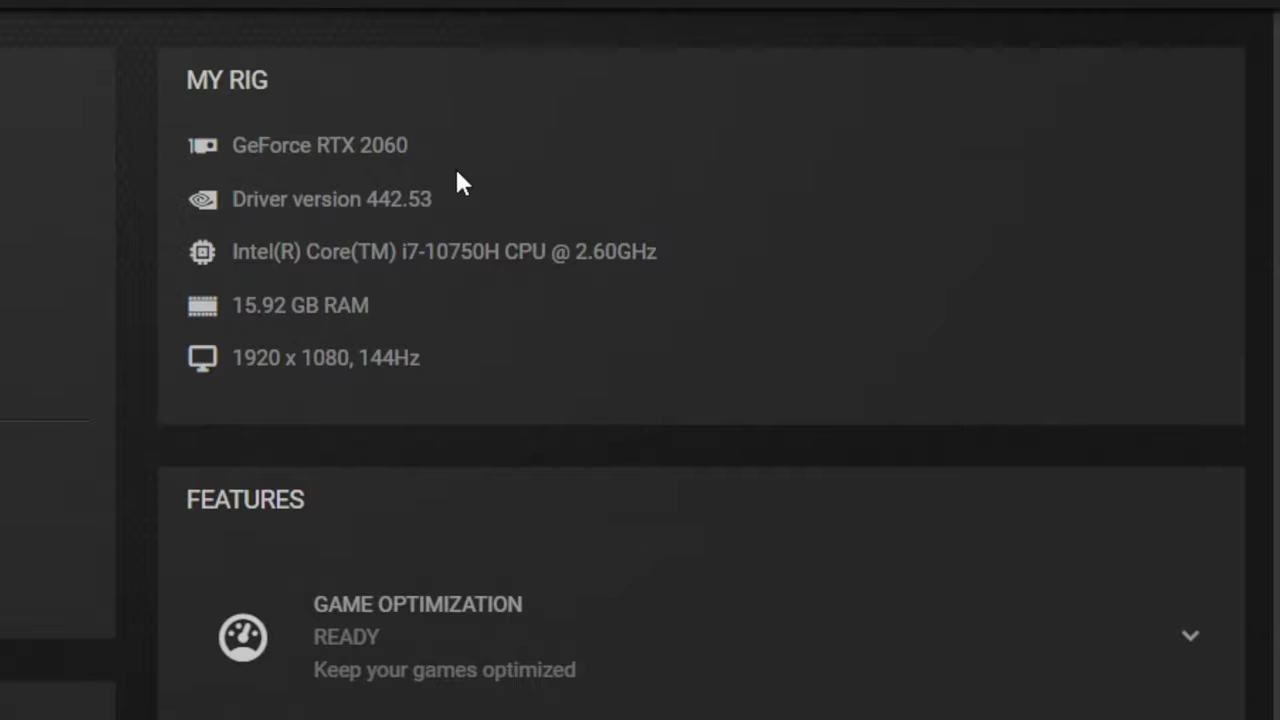 MY RIG
GeForce RTX 2060
Driver version 442.53
Intel(R) Core(TM) i7-10750H CPU @ 2.60GHz
15.92 GB RAM
1920 x 1080, 144Hz
FEATURES
GAME OPTIMIZATION
READY
Keep your games optimized